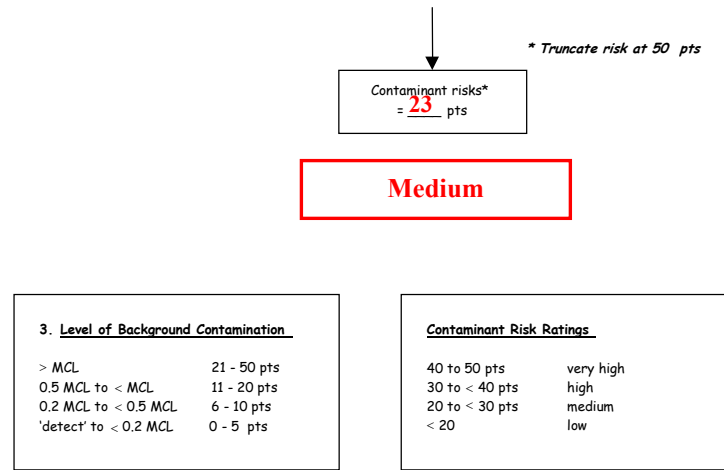 * Truncate risk at 50 pts
Contaminant risks*
= 23 pts
Medium
3. Level of Background Contamination
> MCL 21 - 50 pts
0.5 MCL to < MCL 11 - 20 pts
0.2 MCL to < 0.5 MCL 6 - 10 pts
‘detect’ to < 0.2 MCL 0 - 5 pts
Contaminant Risk Ratings
40 to 50 pts very high
30 to < 40 pts high
20 to < 30 pts medium
< 20 low